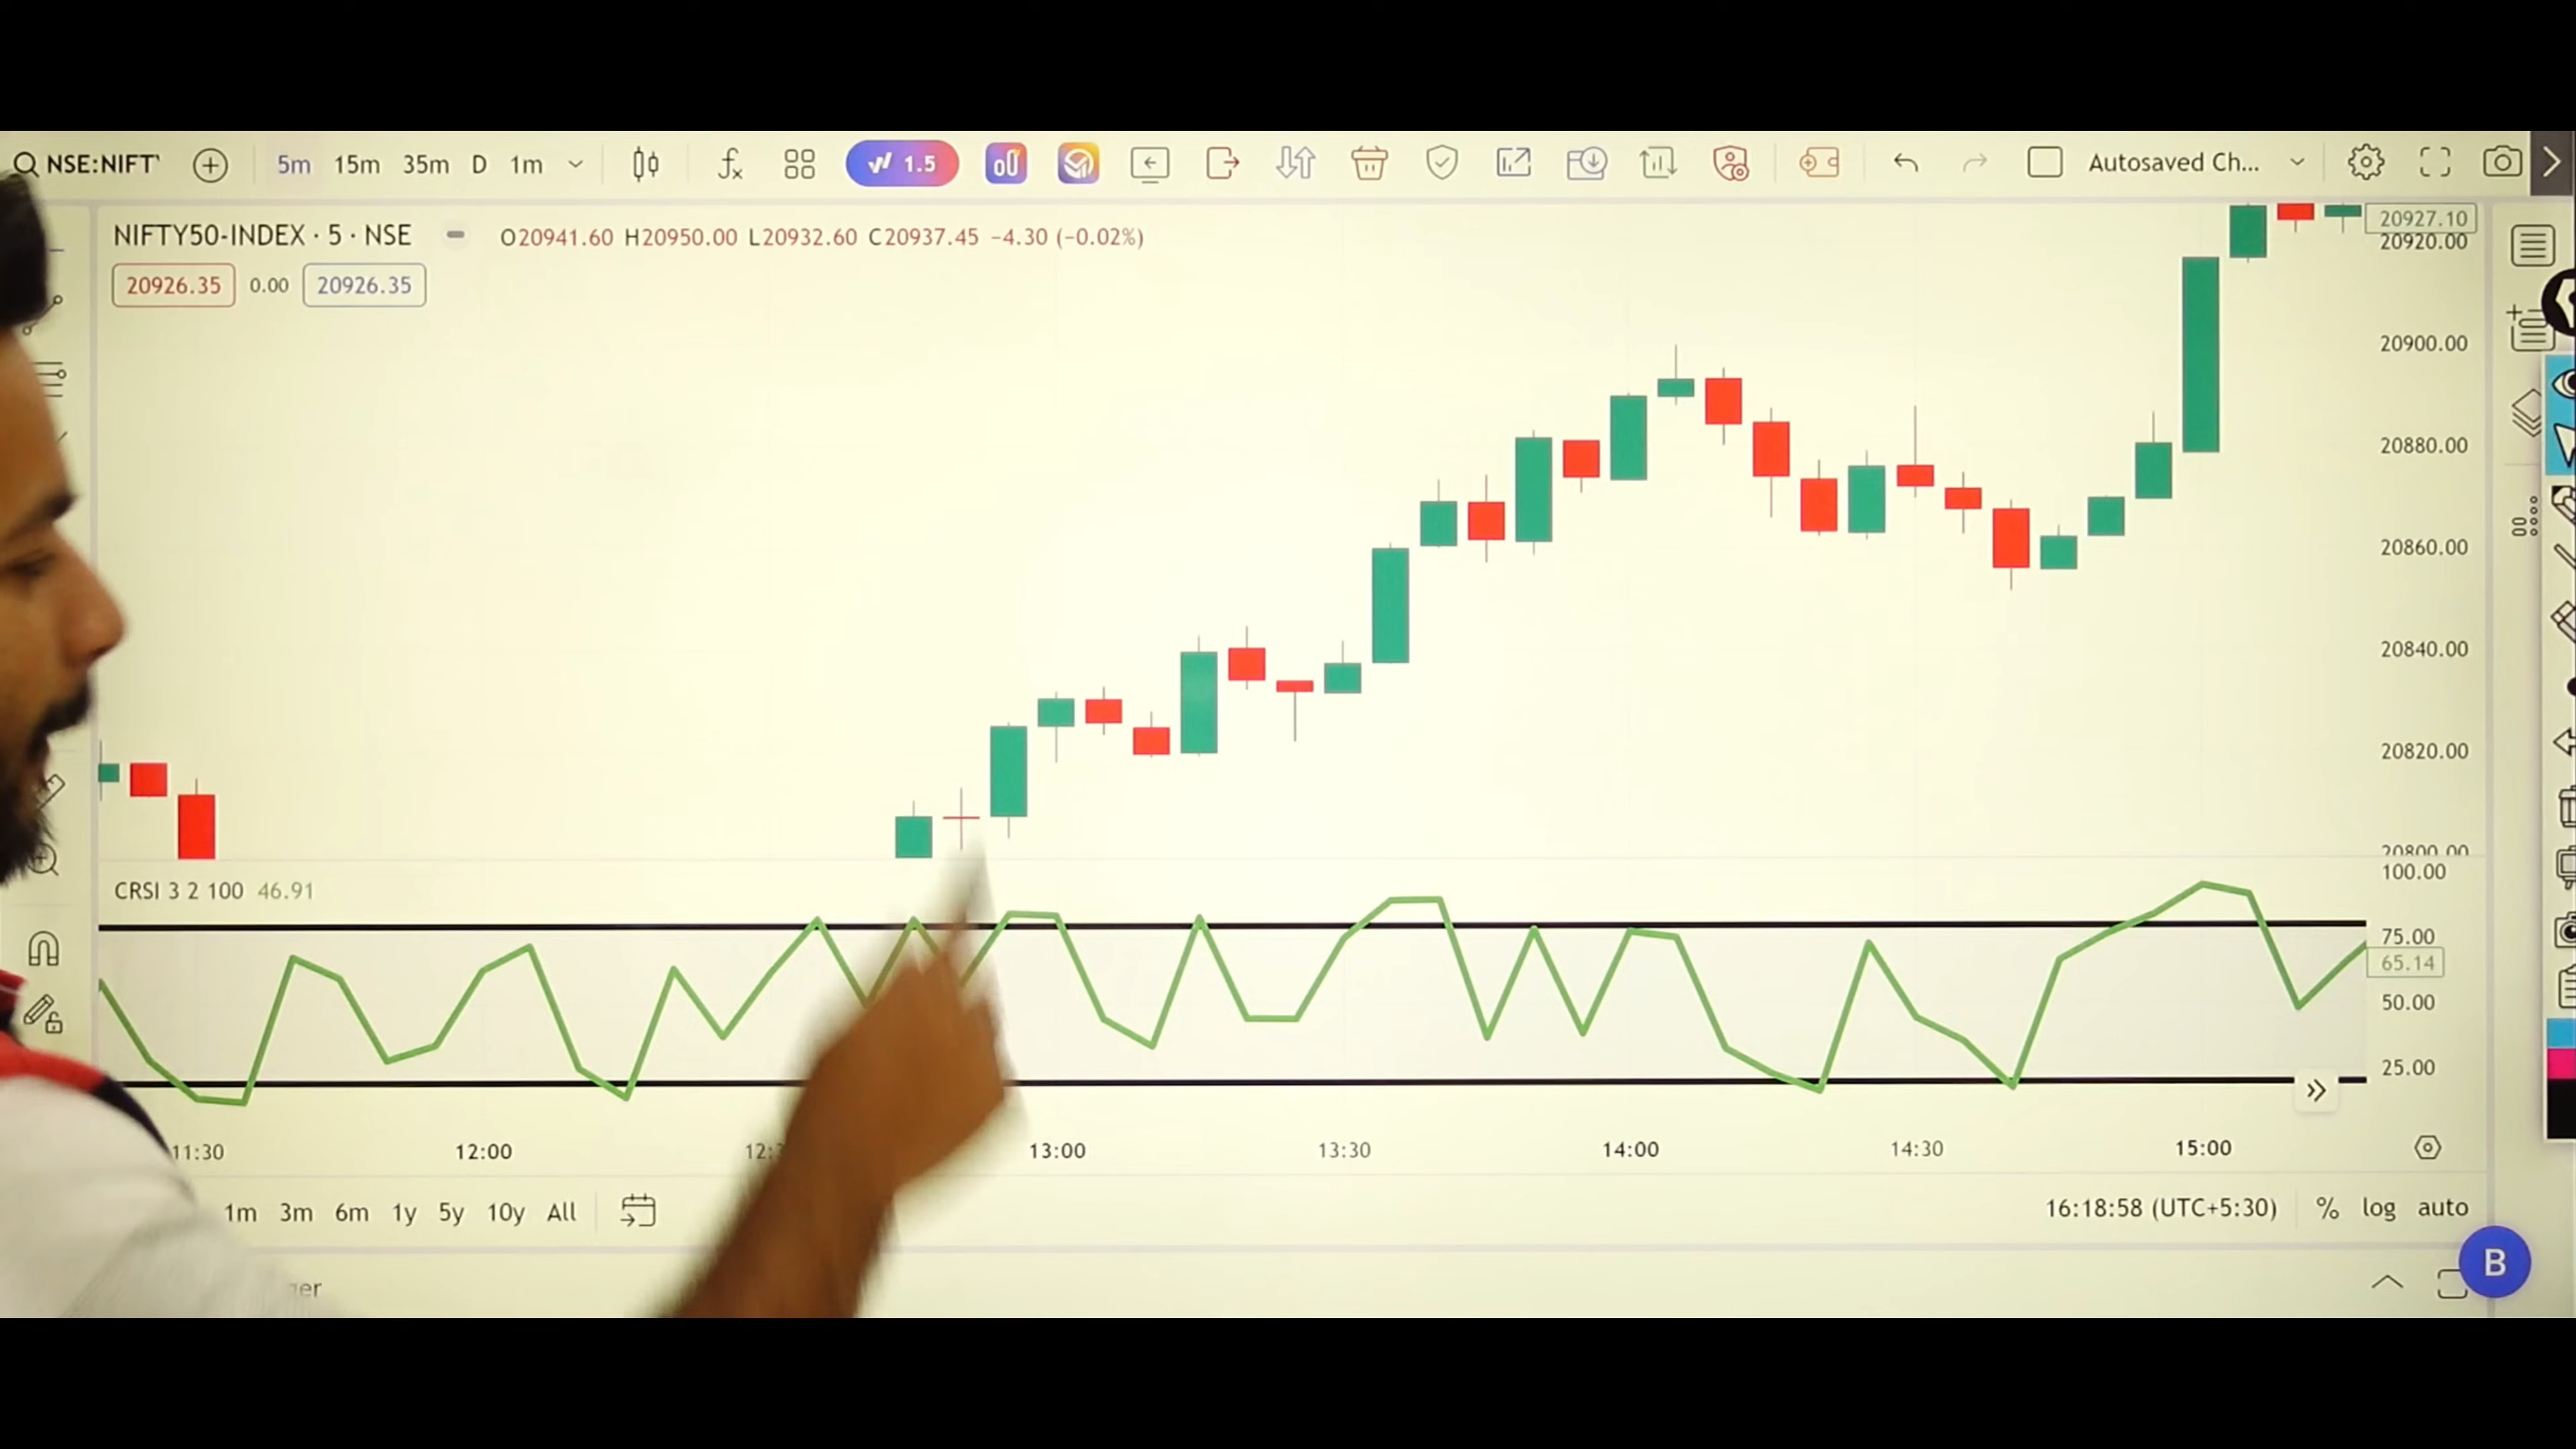 NSE:NIFT
5m 15m 35m D 1m
1.5
Autosaved Ch...
NIFTY50-INDEX · 5 · NSE
O20941.60 H20950.00 L20932.60 C20937.45 −4.30 (−0.02%)
20926.35 0.00 20926.35
20927.10
20920.00
20900.00
20880.00
20860.00
20840.00
20820.00
20800.00
CRSI 3 2 100 46.91
100.00
75.00
65.14
50.00
25.00
11:30 12:00 12:3 13:00 13:30 14:00 14:30 15:00
1m 3m 6m 1y 5y 10y All
16:18:58 (UTC+5:30) % log auto
B